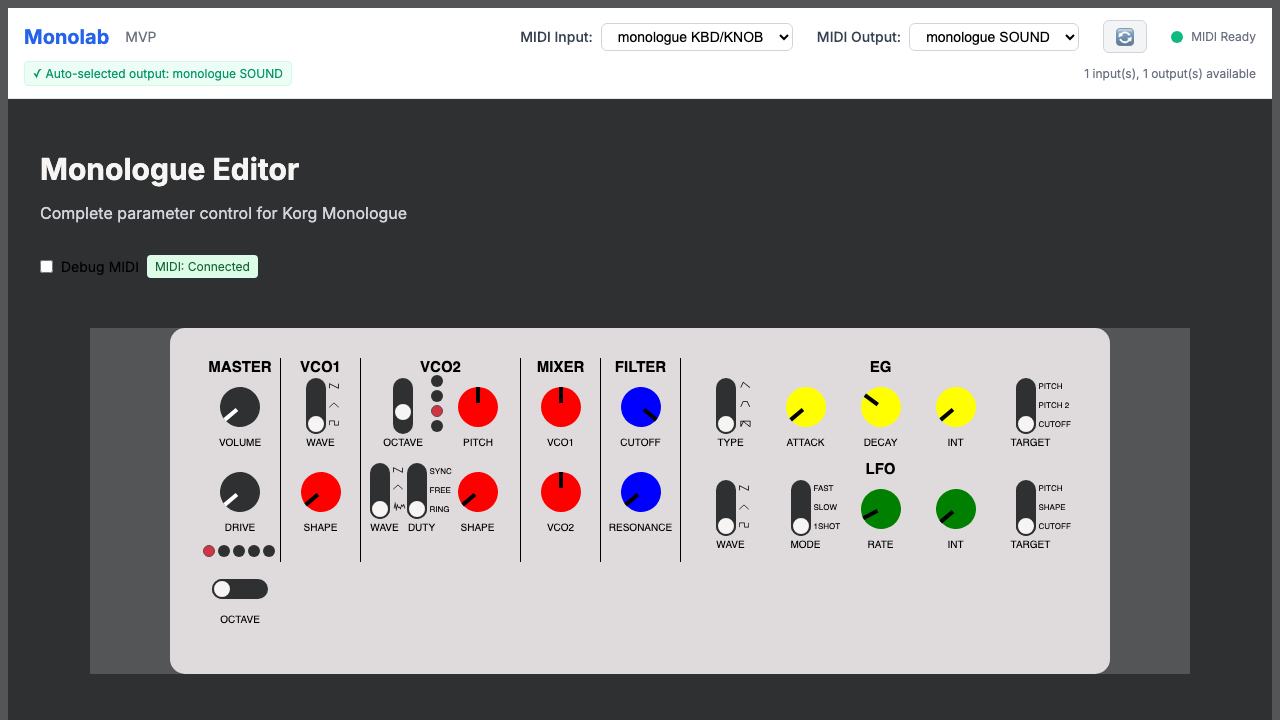 Monolab MVP MIDI Input: monologue KBD/KNOB MIDI Output: monologue SOUND MIDI Ready
✓ Auto-selected output: monologue SOUND 1 input(s), 1 output(s) available
Monologue Editor
Complete parameter control for Korg Monologue
Debug MIDI MIDI: Connected
MASTER VCO1 VCO2 MIXER FILTER EG
PITCH
PITCH 2
CUTOFF
VOLUME WAVE OCTAVE PITCH VCO1 CUTOFF TYPE ATTACK DECAY INT TARGET
LFO
SYNC
FREE
RING
FAST PITCH
SLOW SHAPE
1SHOT CUTOFF
DRIVE SHAPE WAVE DUTY SHAPE VCO2 RESONANCE
WAVE MODE RATE INT TARGET
OCTAVE